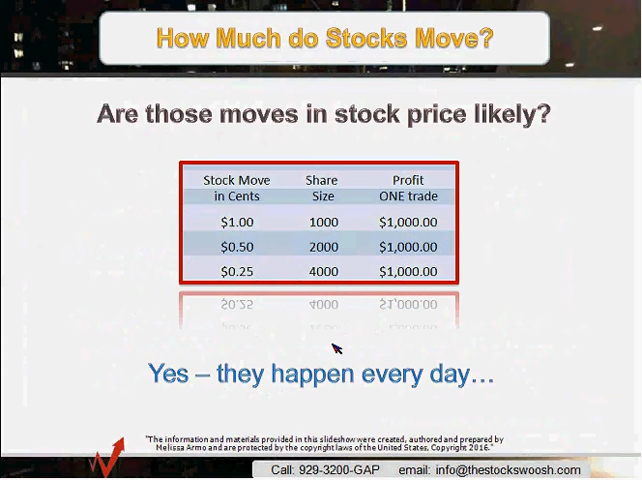 How Much do Stocks Move?
Are those moves in stock price likely?
Stock Move Share Profit
in Cents Size ONE trade
$1.00 1000 $1,000.00
$0.50 2000 $1,000.00
$0.25 4000 $1,000.00
Yes – they happen every day...
"The information and materials provided in this slideshow were created, authored and prepared by
Melissa Armo and are protected by the copyright laws of the United States, Copyright 2016."
Call: 929-3200-GAP email: info@thestockswoosh.com